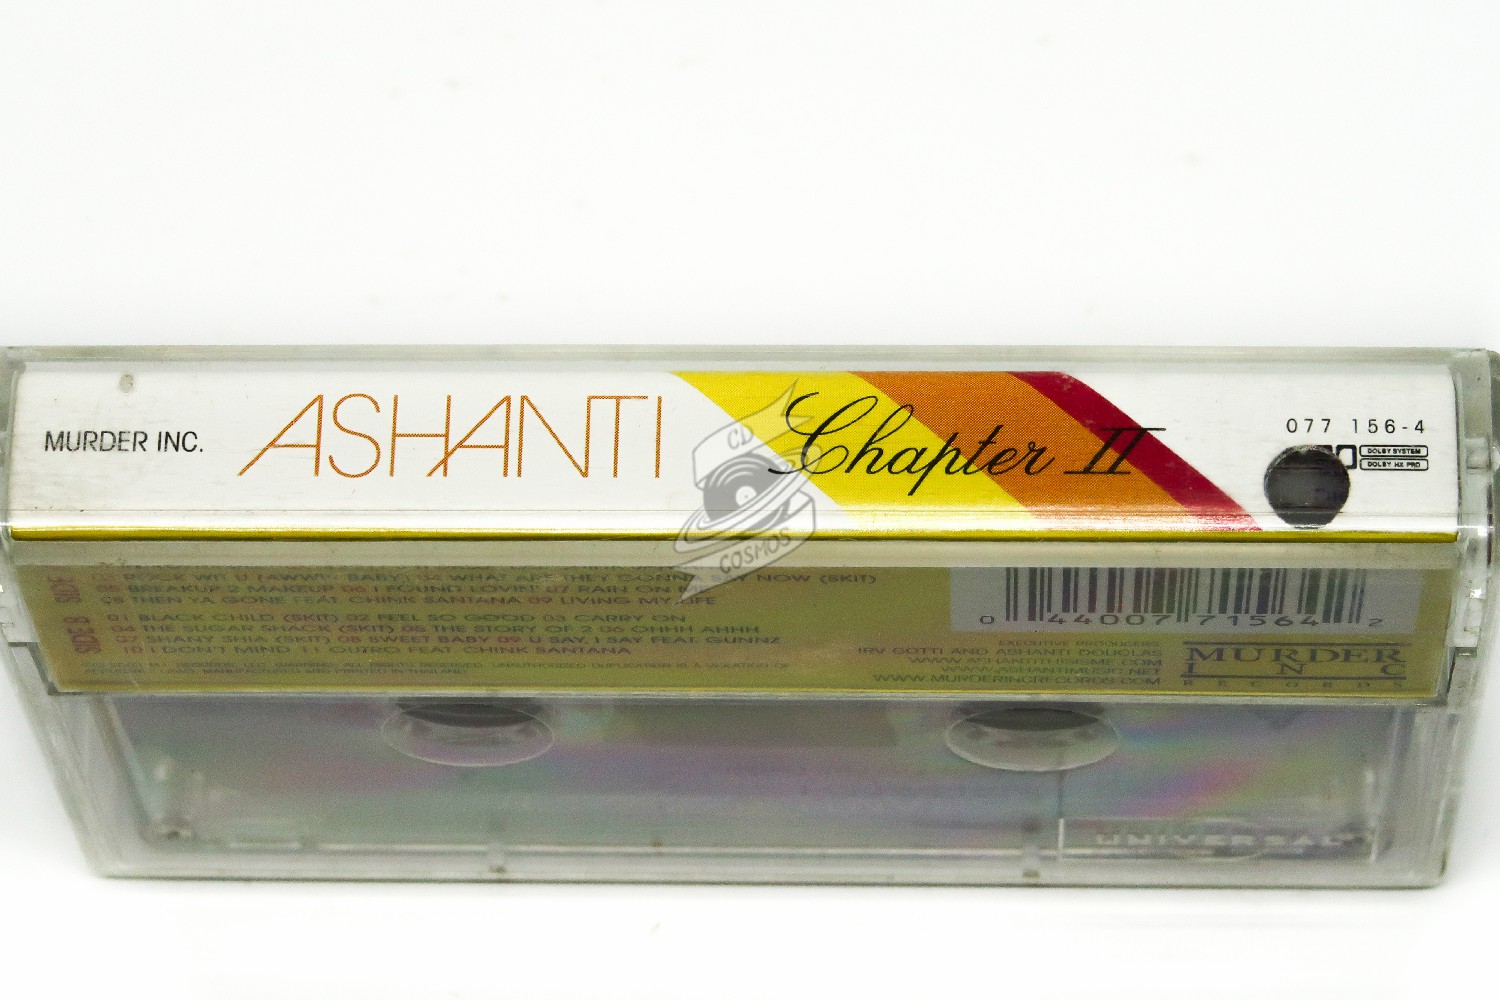 MURDER INC.
ASHANTI
Chapter II
077 156-4
DOLBY SYSTEM
DOLBY HX PRO
CD
COSMOS
SIDE
ROCK WIT U (AWWW BABY) 04 WHAT ARE THEY GONNA SAY NOW (SKIT)
05 BREAKUP 2 MAKEUP 06 I FOUND LOVIN' 07 RAIN ON ME
08 THEN YA GONE FEAT. CHINK SANTANA 09 LIVING MY LIFE
SIDE B
01 BLACK CHILD (SKIT) 02 FEEL SO GOOD 03 CARRY ON
04 THE SUGAR SHACK (SKIT) 05 THE STORY OF 2 06 OHHH AHHH
07 SHANY SHIA (SKIT) 08 SWEET BABY 09 U SAY, I SAY FEAT. GUNNZ
10 I DON'T MIND 11 OUTRO FEAT CHINK SANTANA
0 44007 71564 2
EXECUTIVE PRODUCERS:
IRV GOTTI AND ASHANTI DOUGLAS
WWW.ASHANTITHISISME.COM
WWW.ASHANTIMUSIC.NET
WWW.MURDERINCRECORDS.COM
MURDER
INC
RECORDS
UNIVERSAL